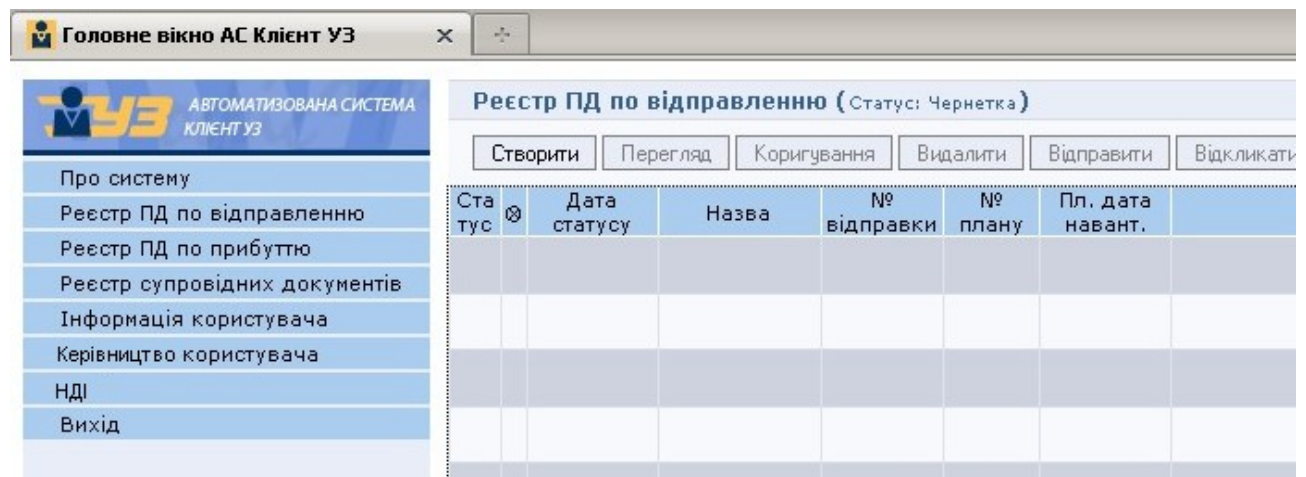 Головне вікно АС Клієнт УЗ
УЗ
АВТОМАТИЗОВАНА СИСТЕМА
КЛІЄНТ УЗ
Про систему
Реєстр ПД по відправленню
Реєстр ПД по прибуттю
Реєстр супровідних документів
Інформація користувача
Керівництво користувача
НДІ
Вихід
Реєстр ПД по відправленню (Статус: Чернетка)
Створити Перегляд Коригування Видалити Відправити Відкликати
Ста
тус
Дата
статусу
Назва
№
відправки
№
плану
Пл. дата
навант.